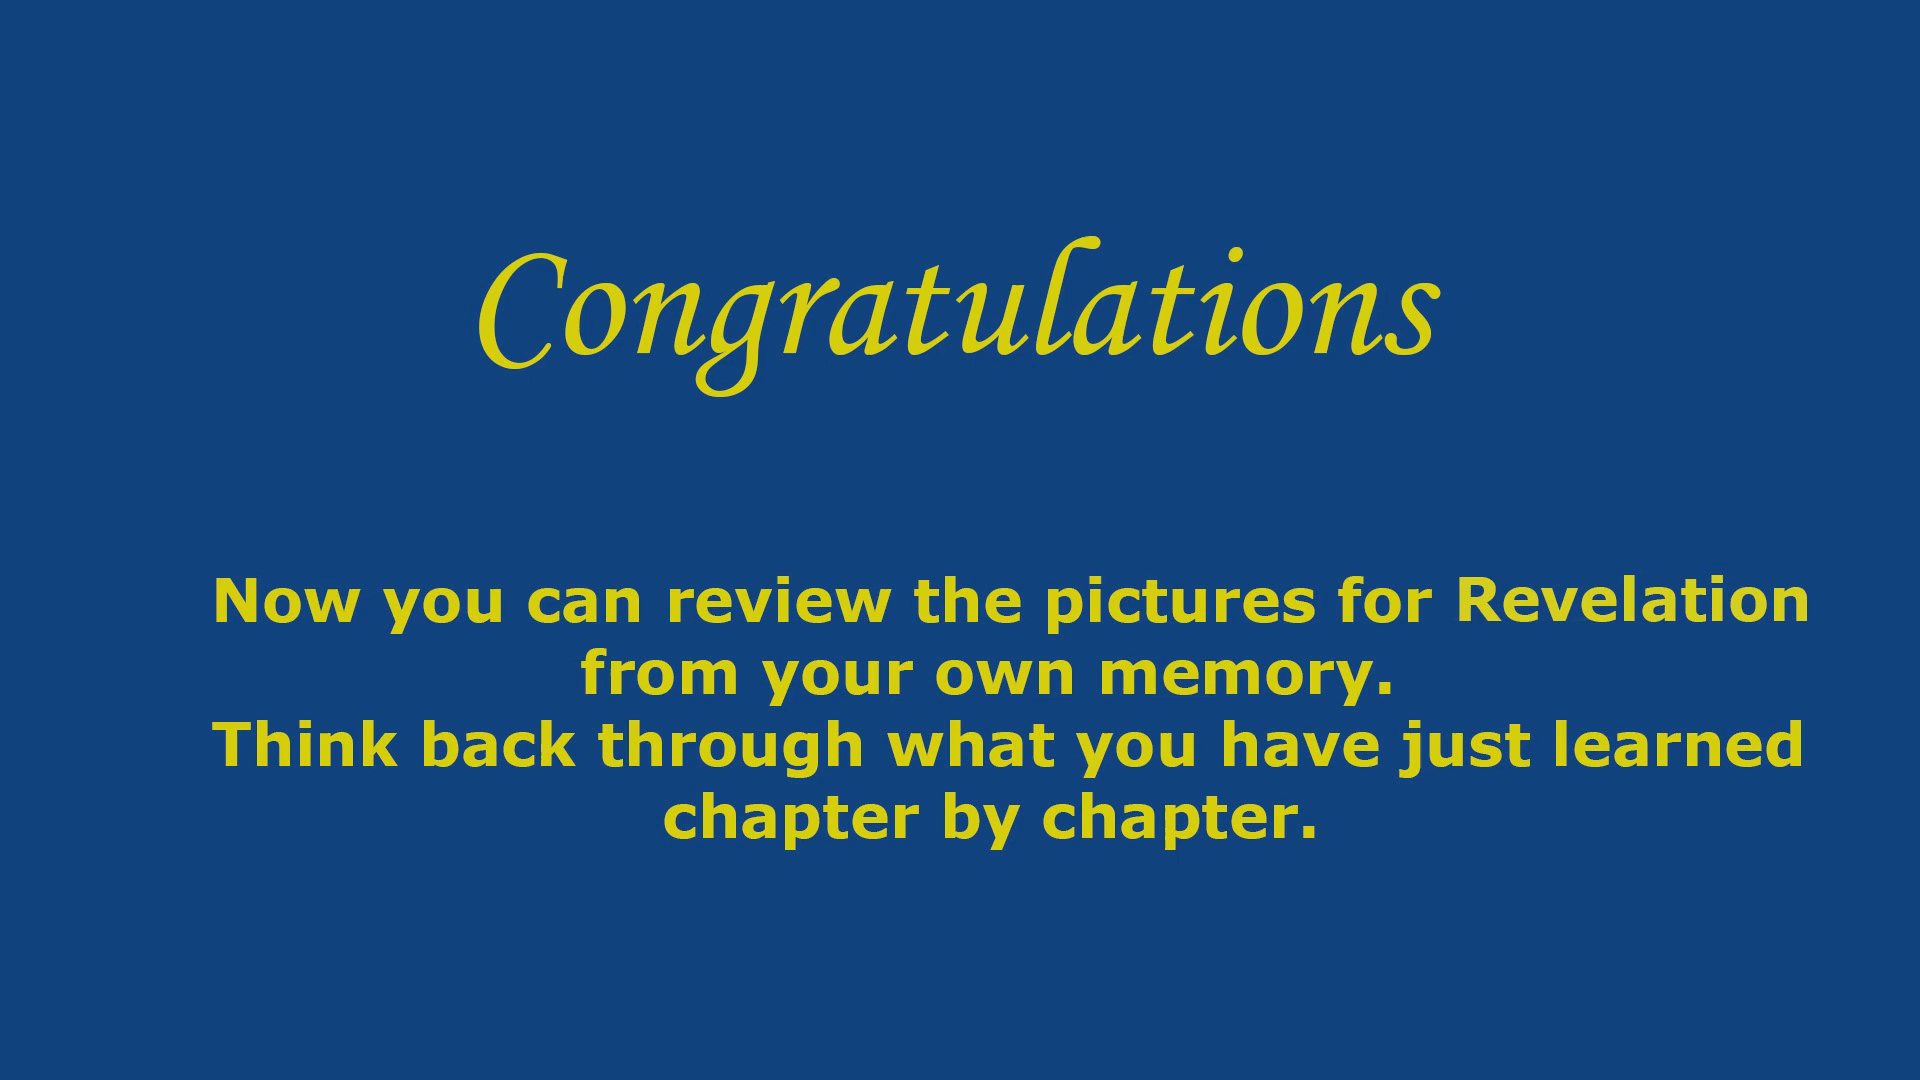 Congratulations
Now you can review the pictures for Revelation
from your own memory.
Think back through what you have just learned
chapter by chapter.